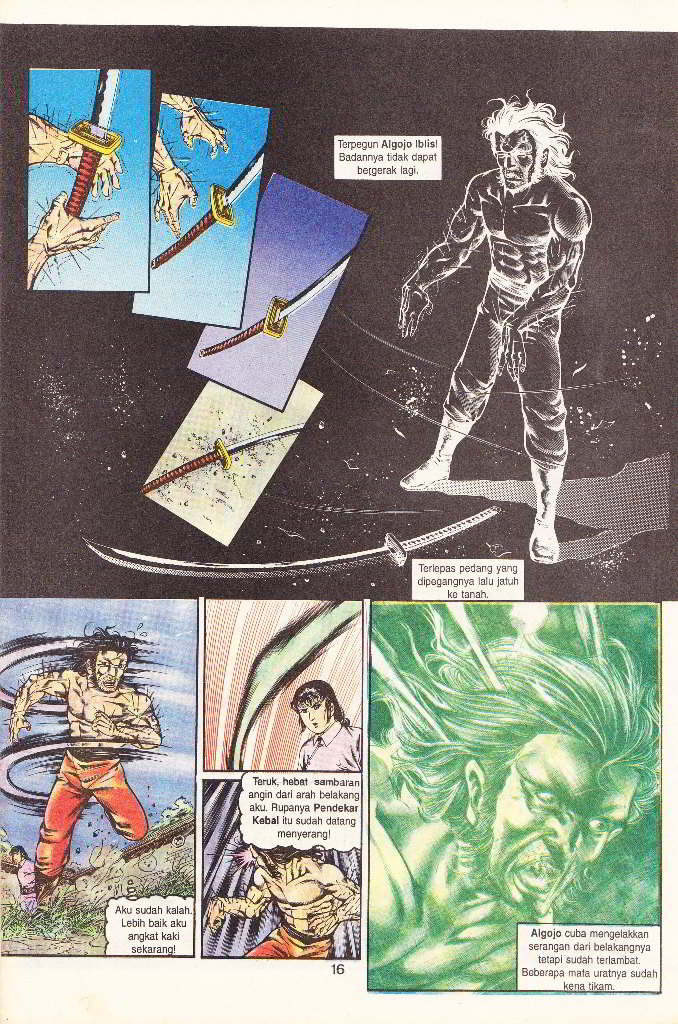 Terpegun Algojo Iblis!
Badannya tidak dapat
bergerak lagi.
Terlepas pedang yang
dipegangnya lalu jatuh
ke tanah.
Aku sudah kalah.
Lebih baik aku
angkat kaki
sekarang!
Teruk, hebat sambaran
angin dari arah belakang
aku. Rupanya Pendekar
Kebal itu sudah datang
menyerang!
Algojo cuba mengelakkan
serangan dari belakangnya
tetapi sudah terlambat.
Beberapa mata uratnya sudah
kena tikam.
16